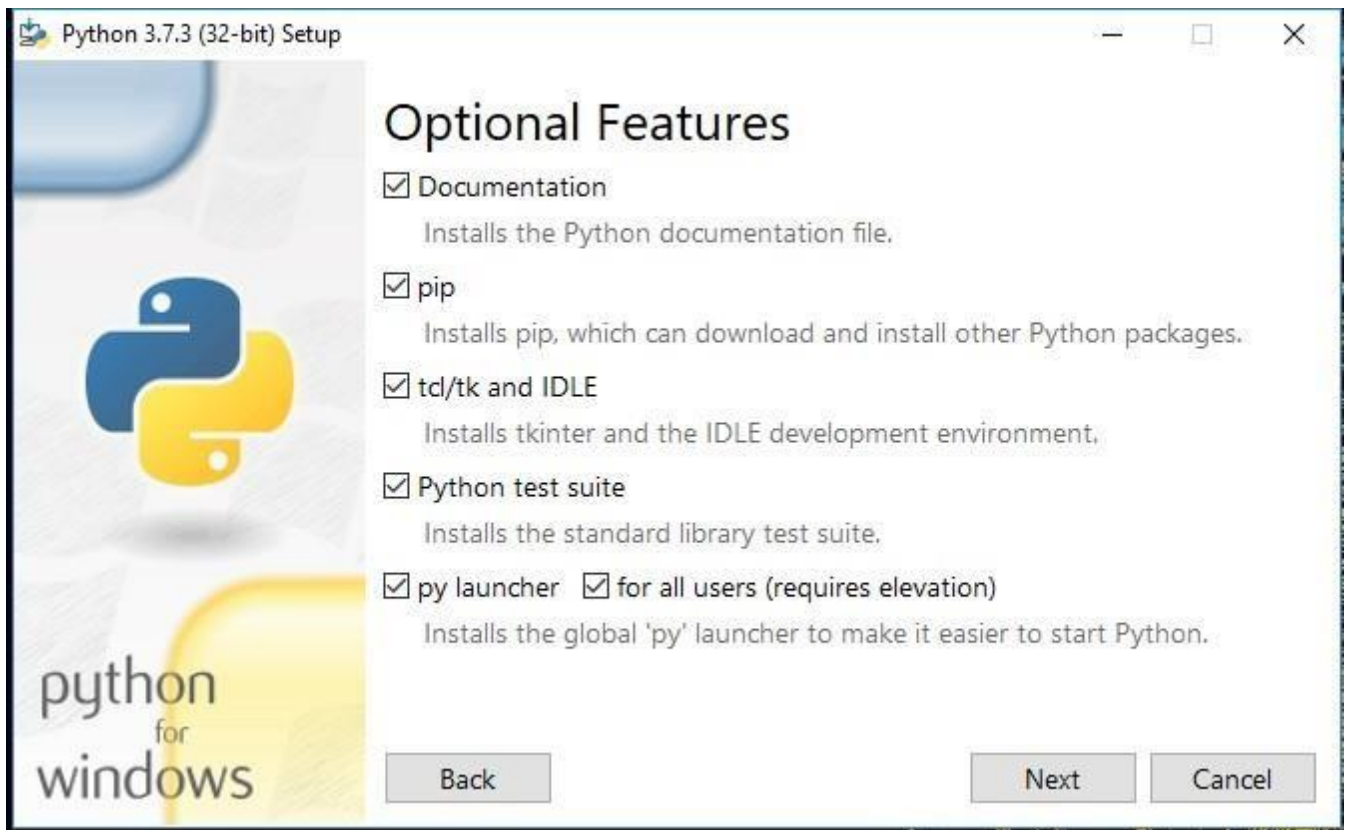 Python 3.7.3 (32-bit) Setup
Optional Features
Documentation
Installs the Python documentation file.
pip
Installs pip, which can download and install other Python packages.
tcl/tk and IDLE
Installs tkinter and the IDLE development environment.
Python test suite
Installs the standard library test suite.
py launcher for all users (requires elevation)
Installs the global 'py' launcher to make it easier to start Python.
python
for
windows
Back Next Cancel